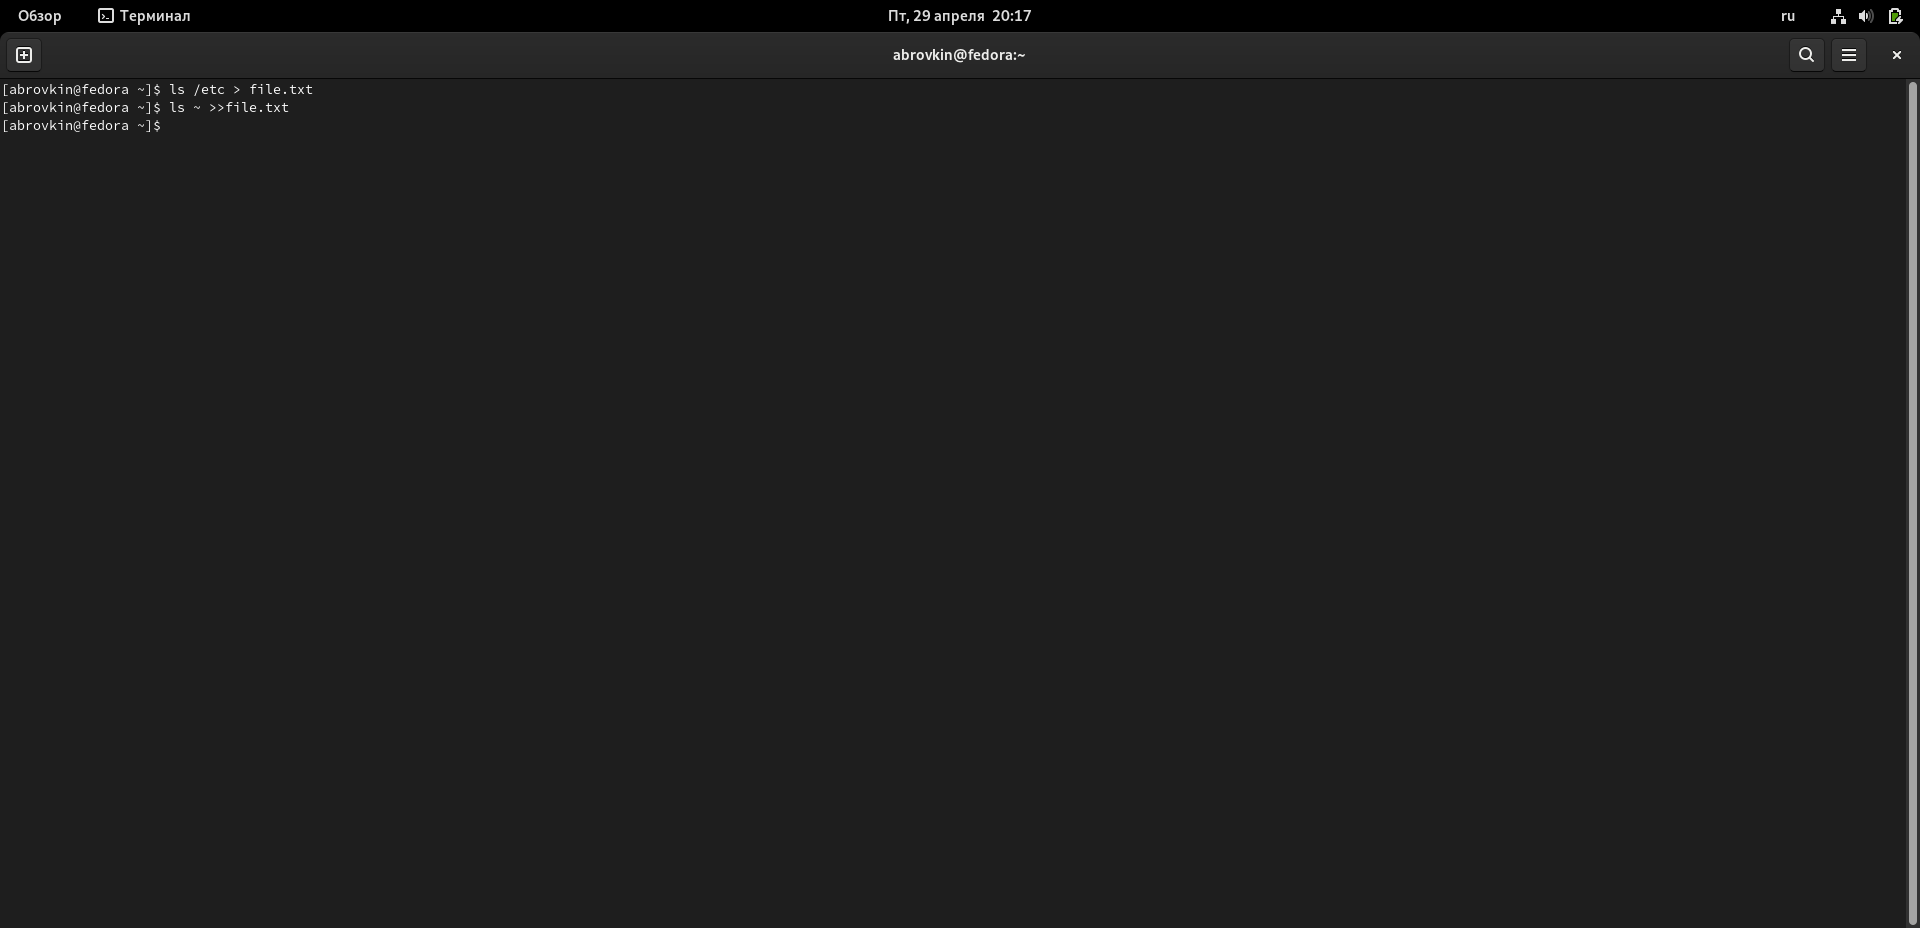 Обзор Терминал Пт, 29 апреля 20:17 ru
abrovkin@fedora:~
[abrovkin@fedora ~]$ ls /etc > file.txt
[abrovkin@fedora ~]$ ls ~ >>file.txt
[abrovkin@fedora ~]$